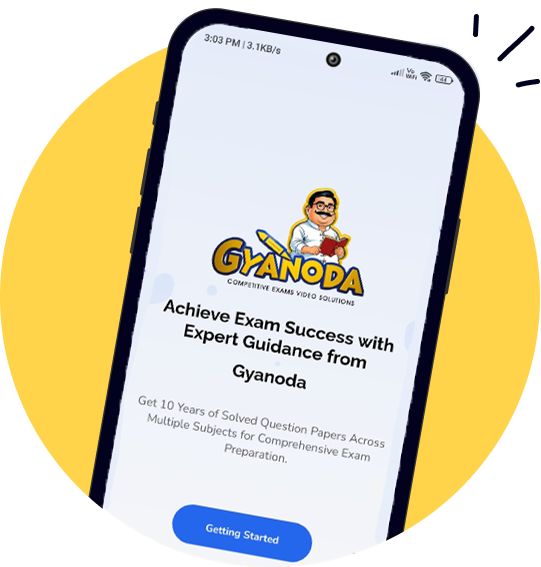 3:03 PM | 3.1KB/s
Vo
WiFi
44
GYANODA
COMPETITIVE EXAMS VIDEO SOLUTIONS
Achieve Exam Success with
Expert Guidance from
Gyanoda
Get 10 Years of Solved Question Papers Across
Multiple Subjects for Comprehensive Exam
Preparation.
Getting Started